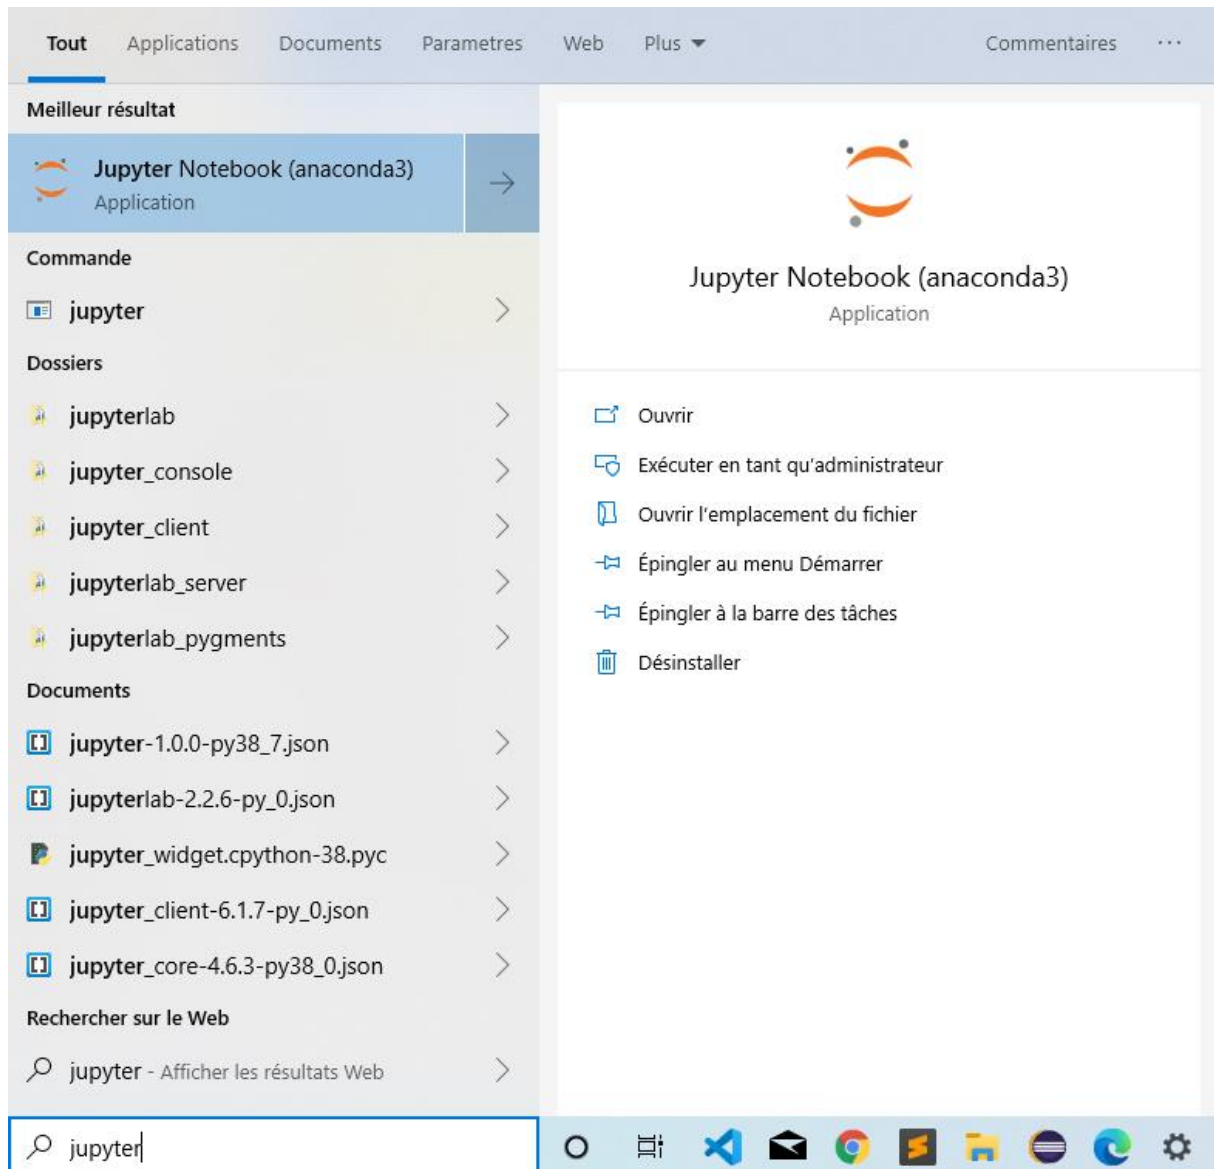 Tout Applications Documents Parametres Web Plus Commentaires ...
Meilleur résultat
Jupyter Notebook (anaconda3)
Application
Commande
jupyter
Dossiers
jupyterlab
jupyter_console
jupyter_client
jupyterlab_server
jupyterlab_pygments
Documents
jupyter-1.0.0-py38_7.json
jupyterlab-2.2.6-py_0.json
jupyter_widget.cpython-38.pyc
jupyter_client-6.1.7-py_0.json
jupyter_core-4.6.3-py38_0.json
Rechercher sur le Web
jupyter - Afficher les résultats Web
jupyter
Jupyter Notebook (anaconda3)
Application
Ouvrir
Exécuter en tant qu'administrateur
Ouvrir l'emplacement du fichier
Épingler au menu Démarrer
Épingler à la barre des tâches
Désinstaller